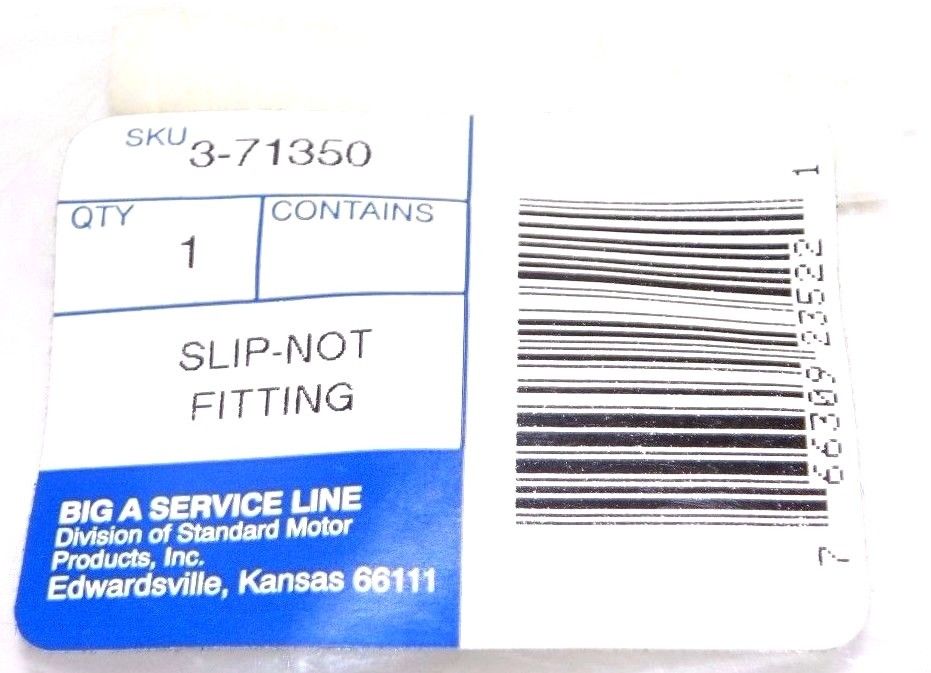 SKU 3-71350
QTY 1
CONTAINS
SLIP-NOT
FITTING
BIG A SERVICE LINE
Division of Standard Motor
Products, Inc.
Edwardsville, Kansas 66111
7 66309 23522 1